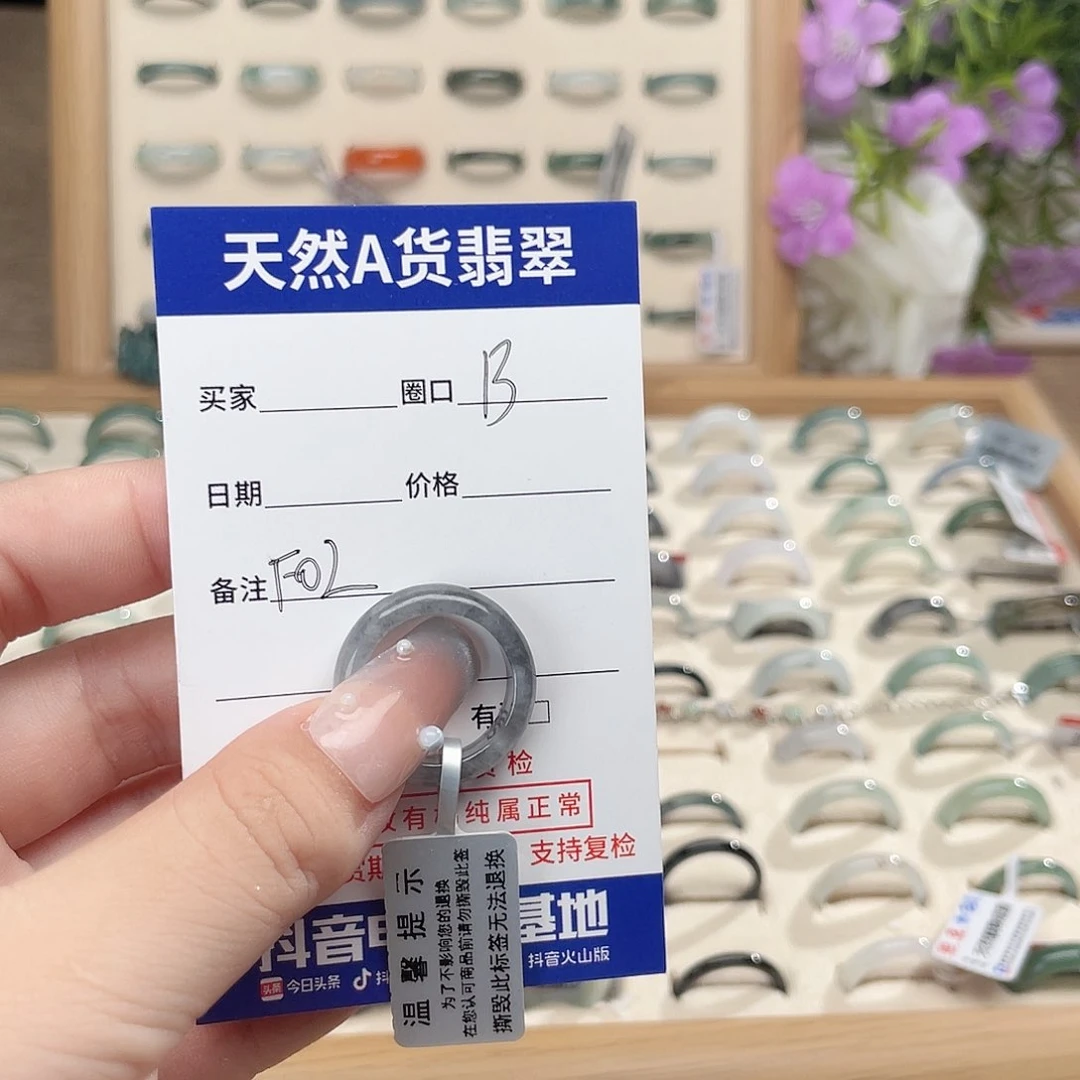 天然A货翡翠
买家 圈口 13
日期 价格
备注 F02
有
检
有 纯属正常
支持复检
抖音 基地
今日头条 抖 抖音火山版
温馨提示
为了不影响您的退换
在您认可商品前请勿撕毁此签
撕毁此标签无法退换